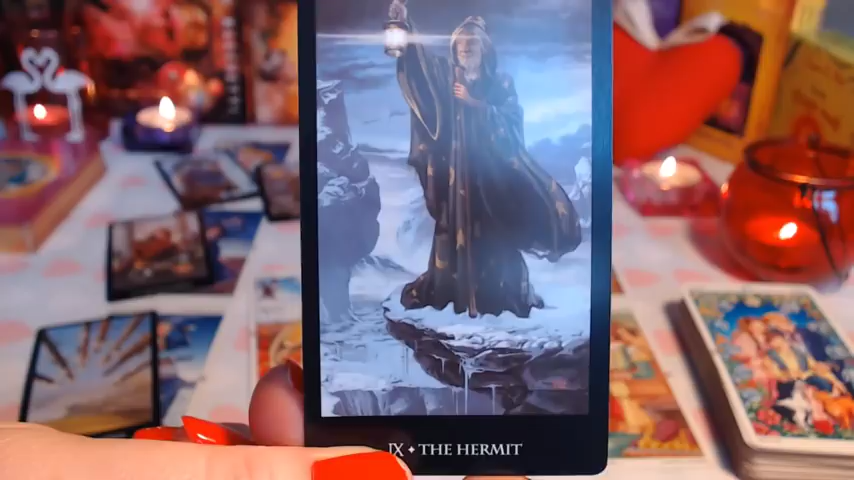 IX ✦ THE HERMIT